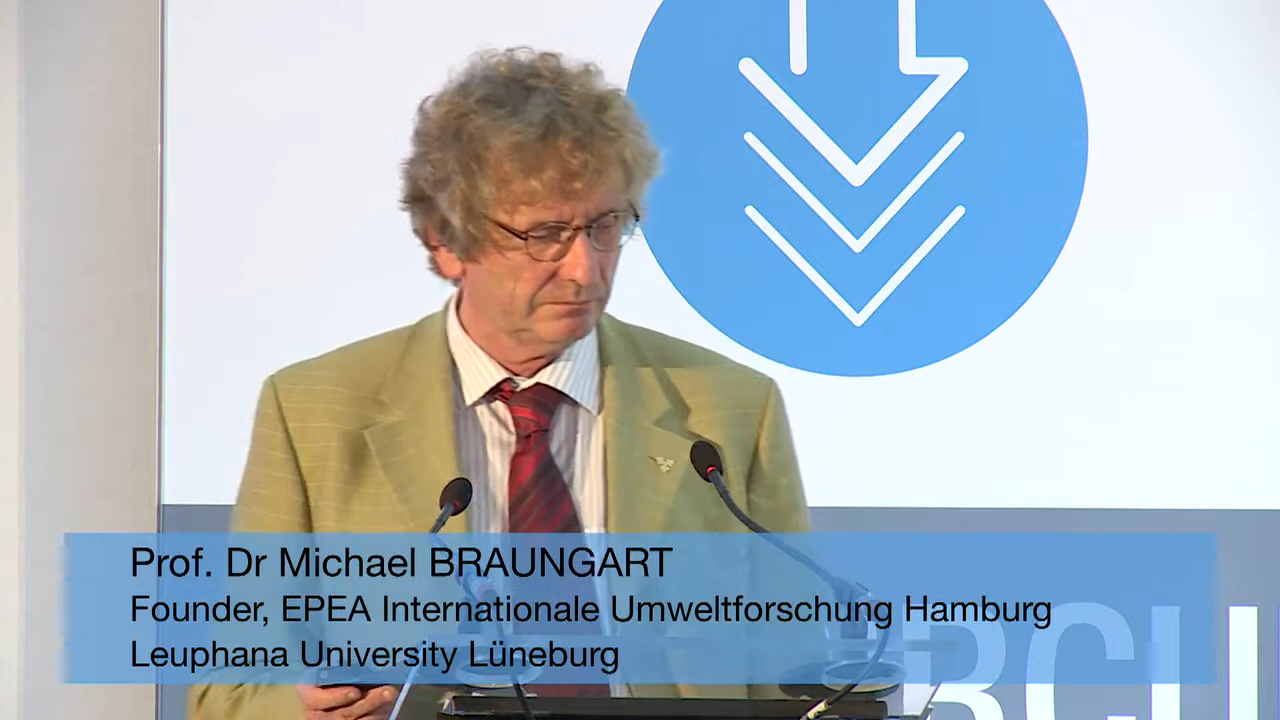 Prof. Dr Michael BRAUNGART
Founder, EPEA Internationale Umweltforschung Hamburg
Leuphana University Lüneburg